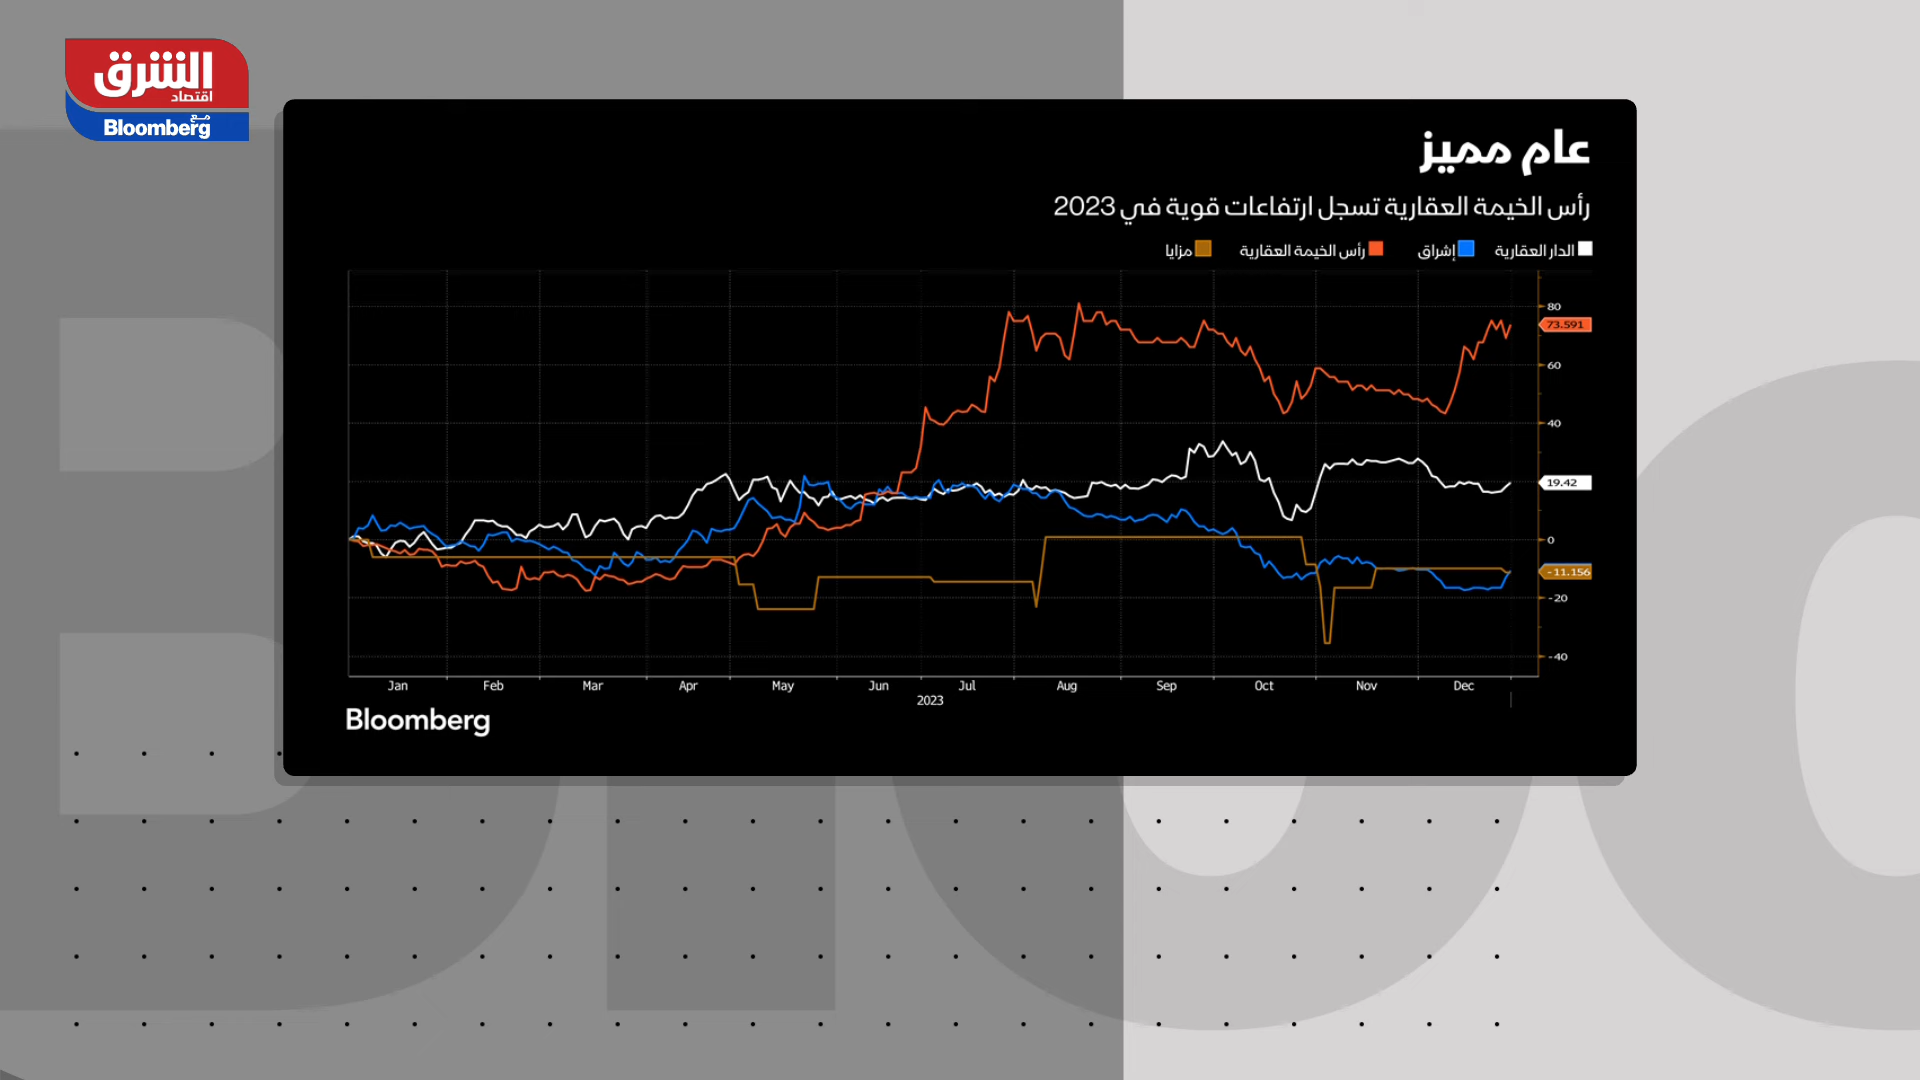 الشرق
اقتصاد
مع
Bloomberg
عام مميز
رأس الخيمة العقارية تسجل ارتفاعات قوية في 2023
الدار العقارية إشراق رأس الخيمة العقارية مزايا
80
73.591
60
40
19.42
0
-11.156
-20
-40
Jan Feb Mar Apr May Jun Jul Aug Sep Oct Nov Dec
2023
Bloomberg